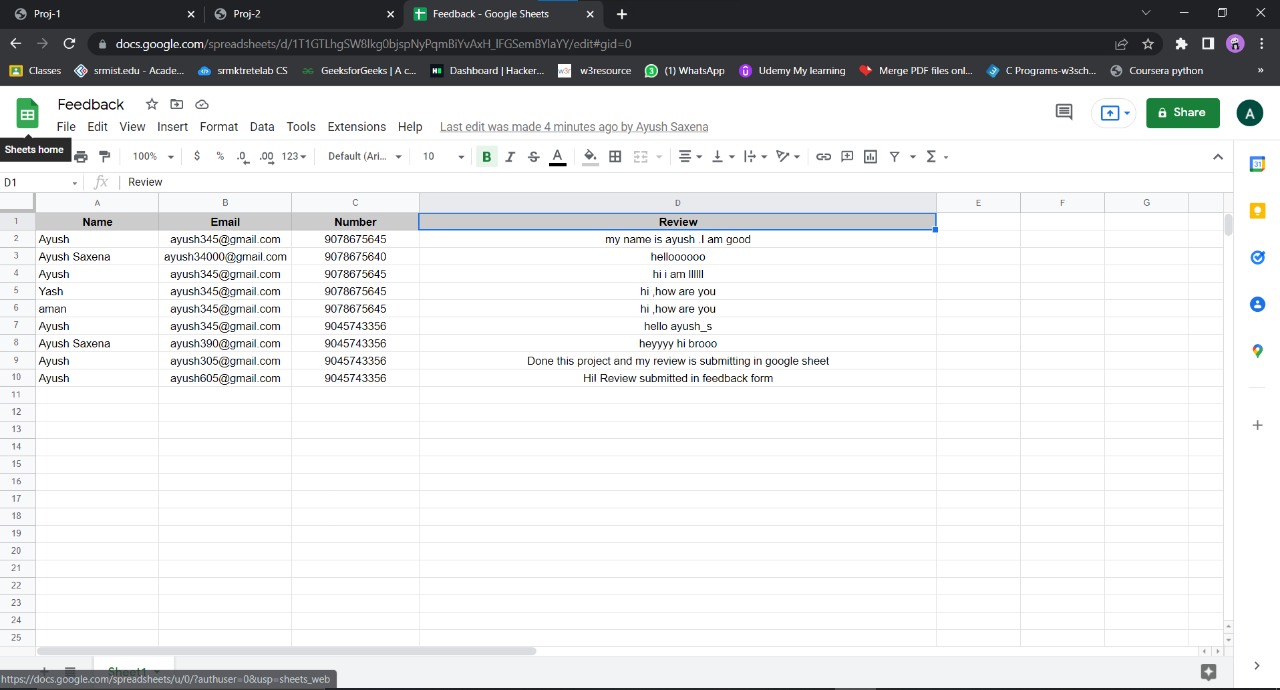 Proj-1
Proj-2
Feedback - Google Sheets
docs.google.com/spreadsheets/d/1T1GTLhgSW8lkg0bjspNyPqmBiYvAxH_lFGSemBYlaYY/edit#gid=0
Classes
srmist.edu - Acade...
srmktretelab CS
GeeksforGeeks | A c...
Dashboard | Hacker...
w3resource
(1) WhatsApp
Udemy My learning
Merge PDF files onl...
C Programs-w3sch...
Coursera python
»
Feedback
File Edit View Insert Format Data Tools Extensions Help Last edit was made 4 minutes ago by Ayush Saxena
Share
A
Sheets home
100% $ % .0 .00 123 Default (Ari... 10 B I S A
31
D1 fx Review
A B C D E F G
1 Name Email Number Review
2 Ayush ayush345@gmail.com 9078675645 my name is ayush .I am good
3 Ayush Saxena ayush34000@gmail.com 9078675640 helloooooo
4 Ayush ayush345@gmail.com 9078675645 hi i am llllll
5 Yash ayush345@gmail.com 9078675645 hi ,how are you
6 aman ayush345@gmail.com 9078675645 hi ,how are you
7 Ayush ayush345@gmail.com 9045743356 hello ayush_s
8 Ayush Saxena ayush390@gmail.com 9045743356 heyyyy hi brooo
9 Ayush ayush305@gmail.com 9045743356 Done this project and my review is submitting in google sheet
10 Ayush ayush605@gmail.com 9045743356 Hi! Review submitted in feedback form
11
12
13
14
15
16
17
18
19
20
21
22
23
24
25
Sheet1
https://docs.google.com/spreadsheets/u/0/?authuser=0&usp=sheets_web